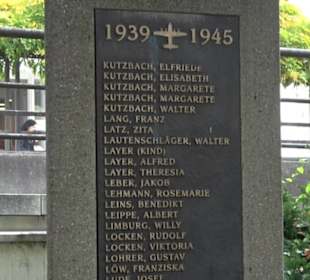 1939 1945
KUTZBACH, ELFRIEDE
KUTZBACH, ELISABETH
KUTZBACH, MARGARETE
KUTZBACH, MARGARETE
KUTZBACH, WALTER
LANG, FRANZ
LATZ, ZITA
LAUTENSCHLÄGER, WALTER
LAYER (KIND)
LAYER, ALFRED
LAYER, THERESIA
LEBER, JAKOB
LEHMANN, ROSEMARIE
LEINS, BENEDIKT
LEIPPE, ALBERT
LIMBURG, WILLY
LOCKEN, RUDOLF
LOCKEN, VIKTORIA
LOHRER, GUSTAV
LÖW, FRANZISKA
LUDE, JOSEF